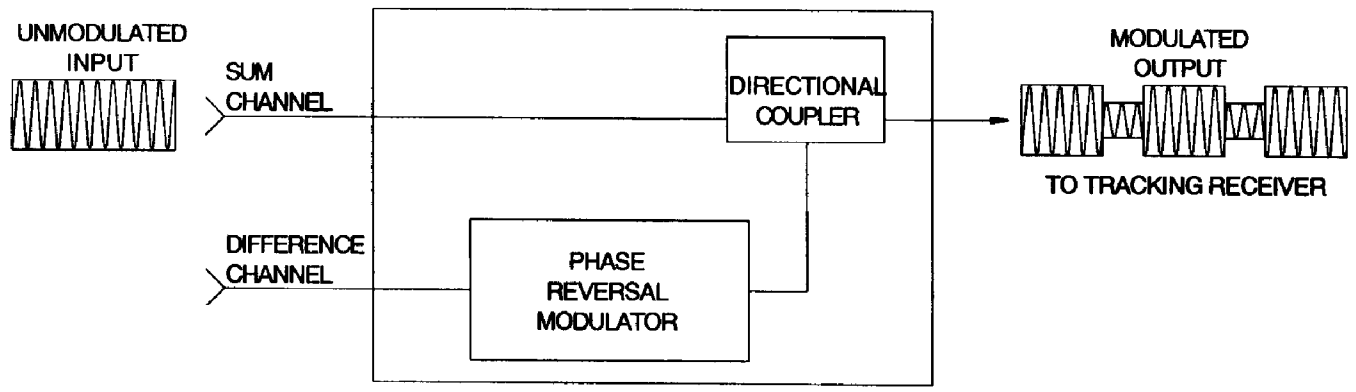 UNMODULATED
INPUT
SUM
CHANNEL
DIRECTIONAL
COUPLER
MODULATED
OUTPUT
TO TRACKING RECEIVER
DIFFERENCE
CHANNEL
PHASE
REVERSAL
MODULATOR